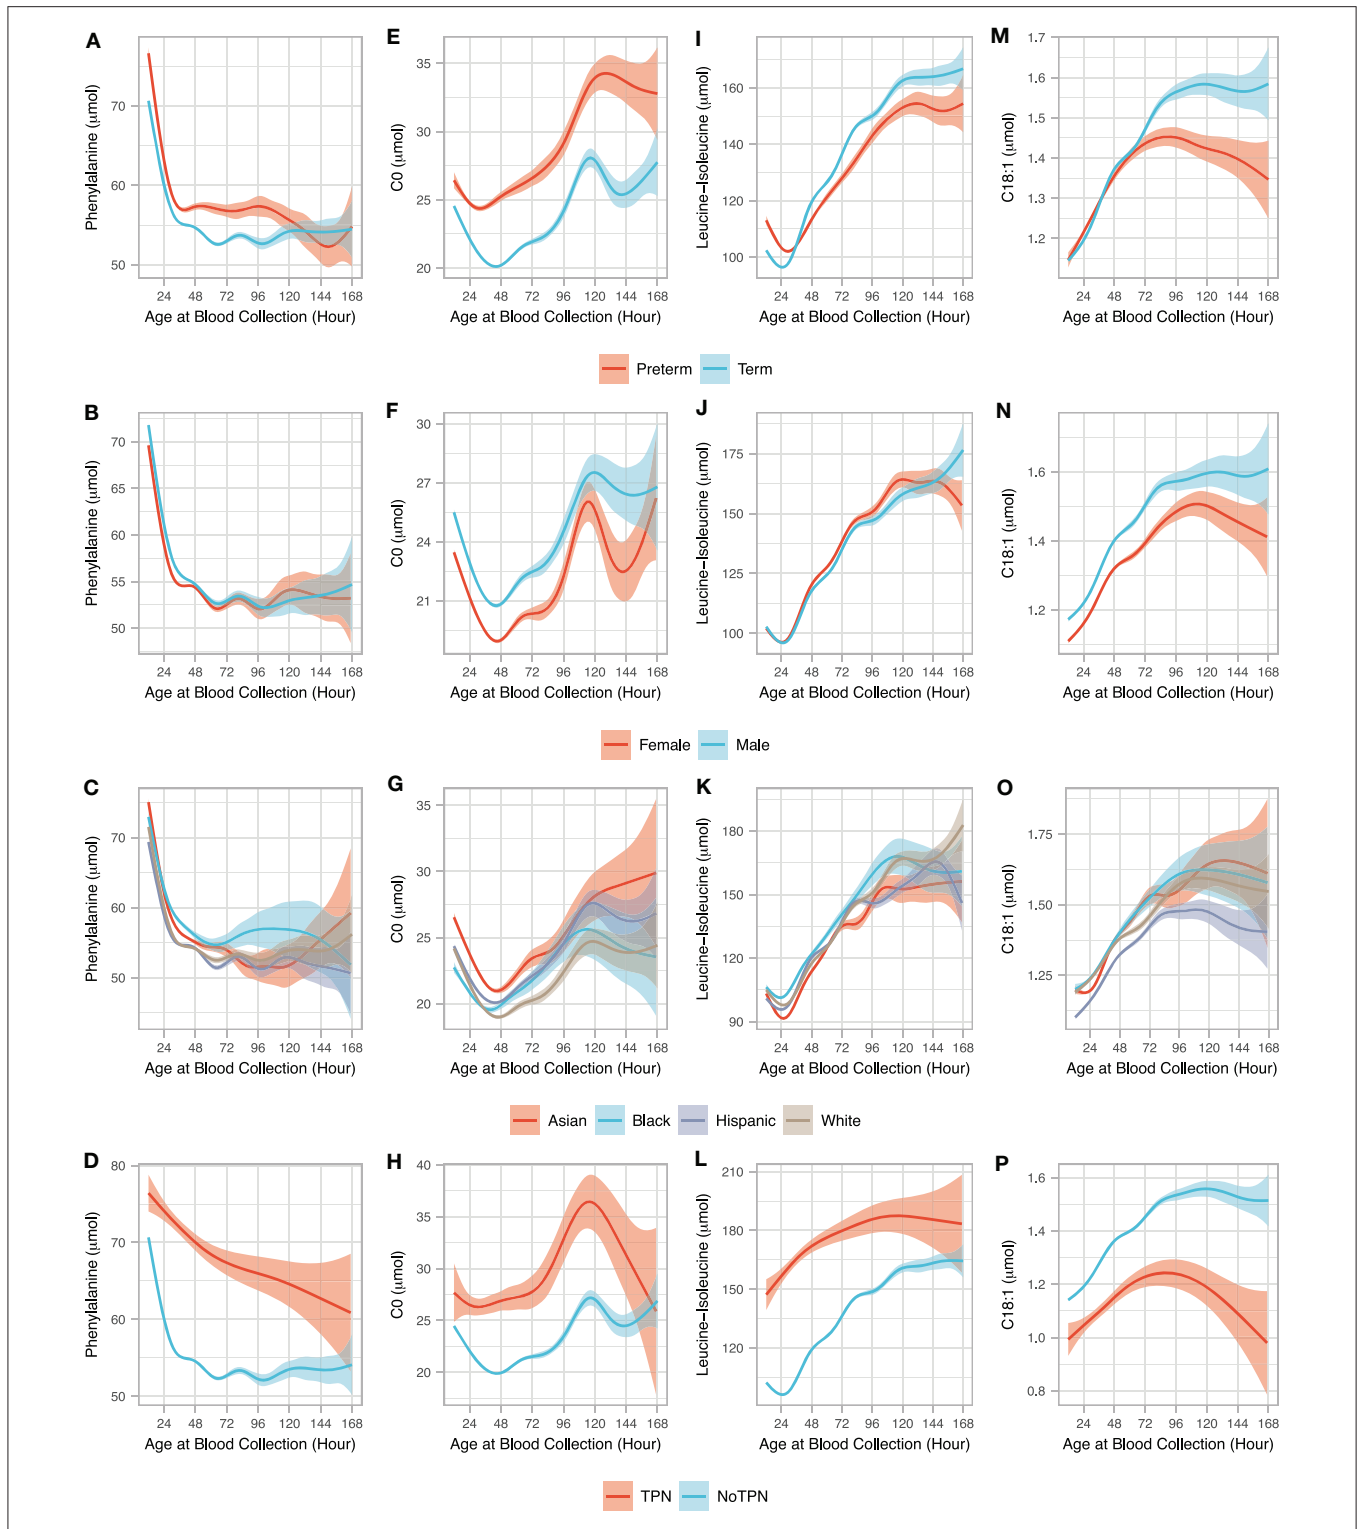 A
E
I
M
Phenylalanine (μmol)
70
60
50
24 48 72 96 120 144 168
Age at Blood Collection (Hour)
C0 (μmol)
35
30
25
20
24 48 72 96 120 144 168
Age at Blood Collection (Hour)
Leucine−Isoleucine (μmol)
160
140
120
100
24 48 72 96 120 144 168
Age at Blood Collection (Hour)
C18:1 (μmol)
1.7
1.6
1.5
1.4
1.3
1.2
24 48 72 96 120 144 168
Age at Blood Collection (Hour)
Preterm Term
B
F
J
N
Phenylalanine (μmol)
70
65
60
55
50
24 48 72 96 120 144 168
Age at Blood Collection (Hour)
C0 (μmol)
30
27
24
21
24 48 72 96 120 144 168
Age at Blood Collection (Hour)
Leucine−Isoleucine (μmol)
175
150
125
100
24 48 72 96 120 144 168
Age at Blood Collection (Hour)
C18:1 (μmol)
1.6
1.4
1.2
24 48 72 96 120 144 168
Age at Blood Collection (Hour)
Female Male
C
G
K
O
Phenylalanine (μmol)
70
60
50
24 48 72 96 120 144 168
Age at Blood Collection (Hour)
C0 (μmol)
35
30
25
20
24 48 72 96 120 144 168
Age at Blood Collection (Hour)
Leucine−Isoleucine (μmol)
180
150
120
90
24 48 72 96 120 144 168
Age at Blood Collection (Hour)
C18:1 (μmol)
1.75
1.50
1.25
24 48 72 96 120 144 168
Age at Blood Collection (Hour)
Asian Black Hispanic White
D
H
L
P
Phenylalanine (μmol)
80
70
60
50
24 48 72 96 120 144 168
Age at Blood Collection (Hour)
C0 (μmol)
40
35
30
25
20
24 48 72 96 120 144 168
Age at Blood Collection (Hour)
Leucine−Isoleucine (μmol)
210
180
150
120
24 48 72 96 120 144 168
Age at Blood Collection (Hour)
C18:1 (μmol)
1.6
1.4
1.2
1.0
0.8
24 48 72 96 120 144 168
Age at Blood Collection (Hour)
TPN NoTPN